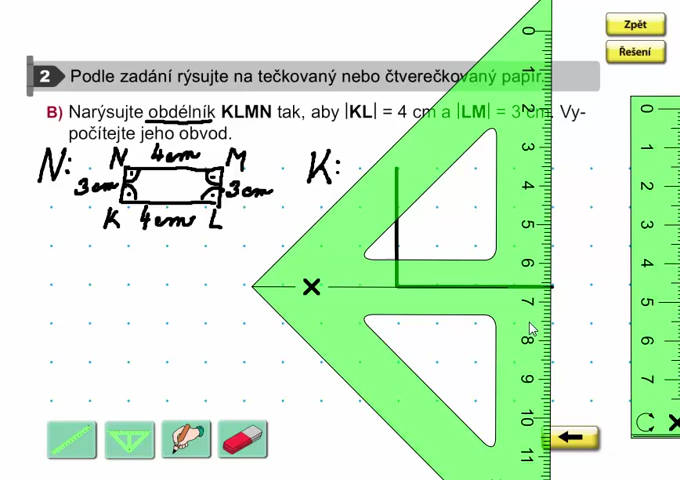 Zpět
Řešení
2 Podle zadání rýsujte na tečkovaný nebo čtverečkovaný papír.
B) Narýsujte obdélník KLMN tak, aby |KL| = 4 cm a |LM| = 3 cm. Vy-
počítejte jeho obvod.
N: K:
N 4cm M
3cm 3cm
K 4cm L
0
1
2
3
4
5
6
7
8
9
10
11
0
1
2
3
4
5
6
7